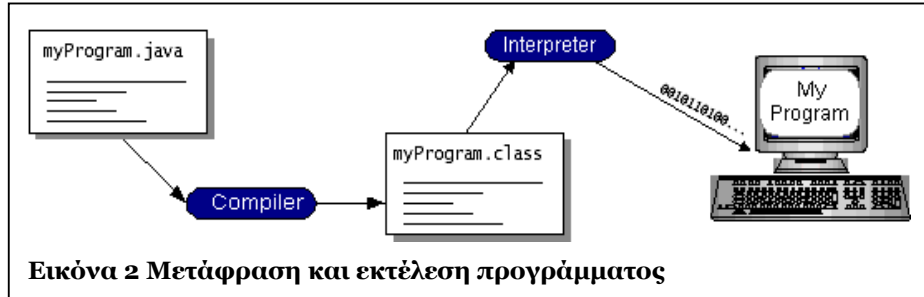 myProgram.java
Compiler
myProgram.class
Interpreter
0010110100...
My
Program
Εικόνα 2 Μετάφραση και εκτέλεση προγράμματος